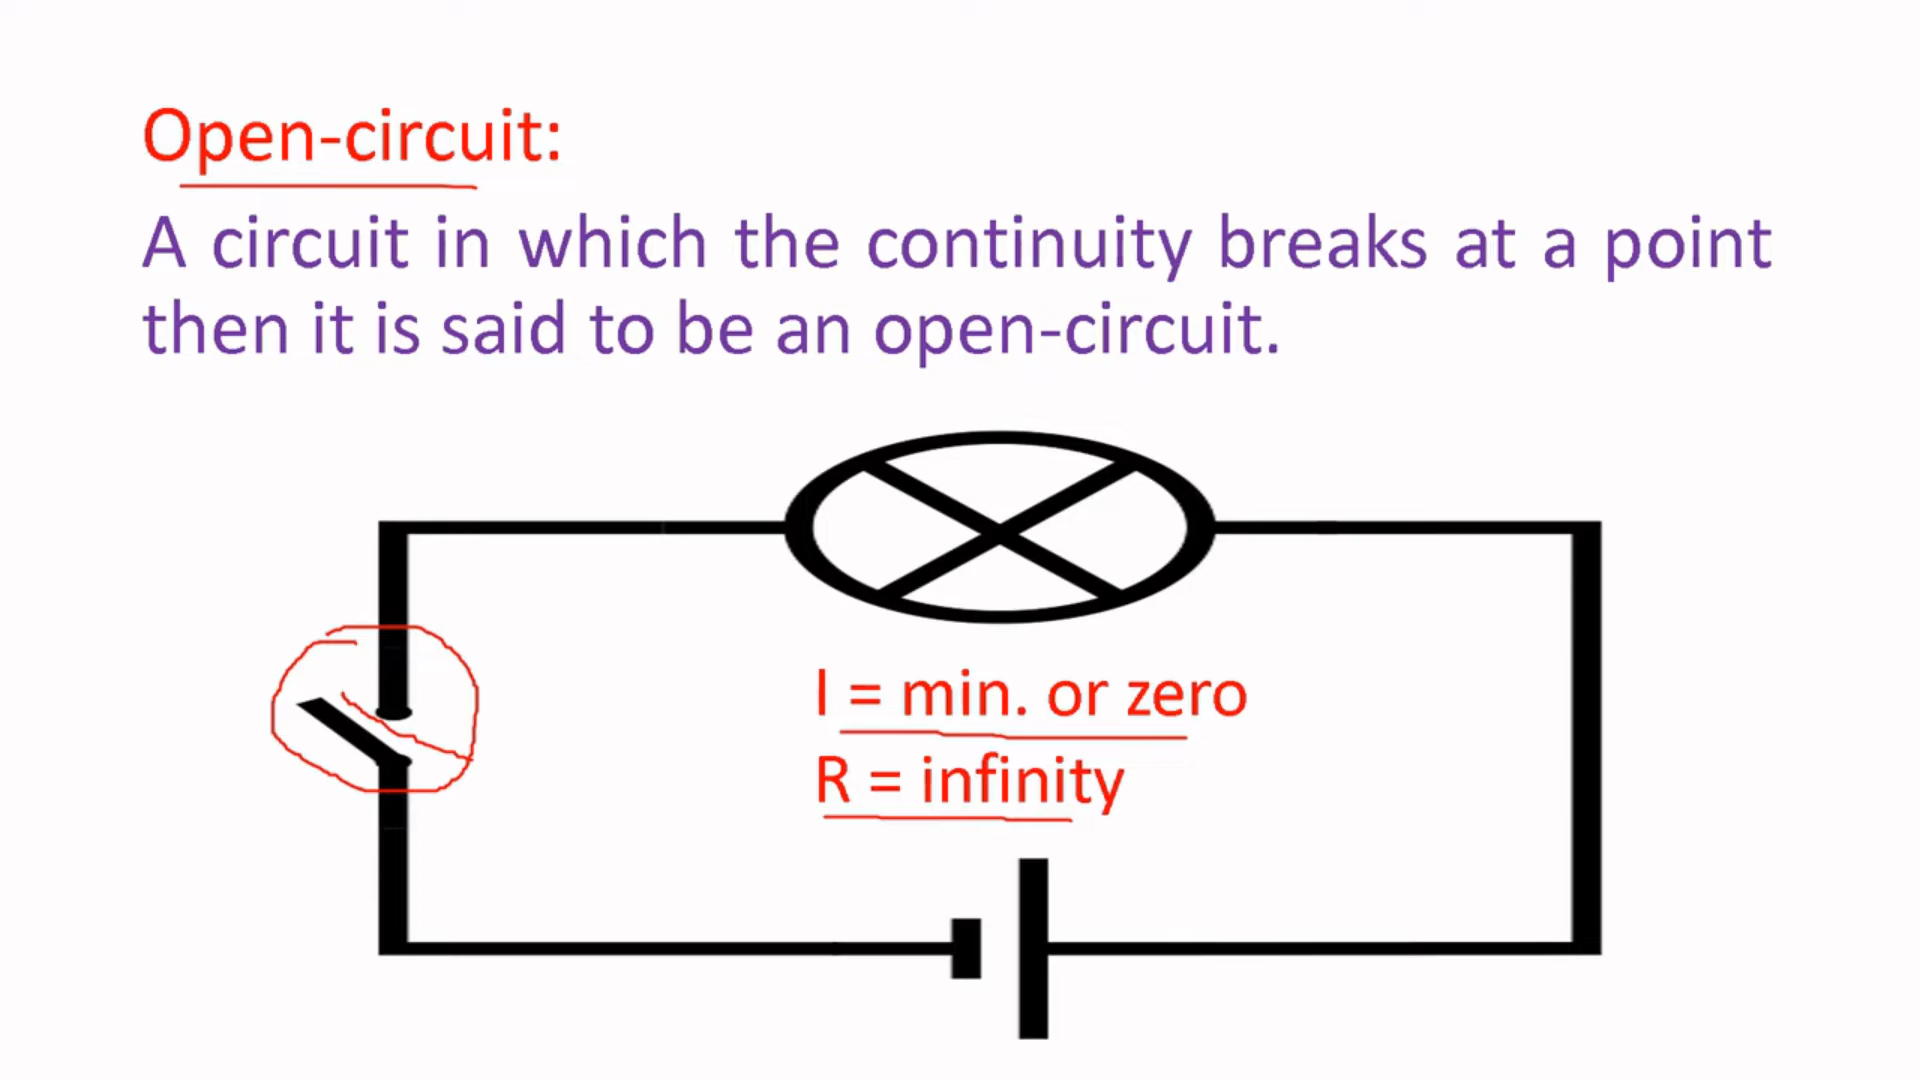 Open-circuit:
A circuit in which the continuity breaks at a point
then it is said to be an open-circuit.
I = min. or zero
R = infinity